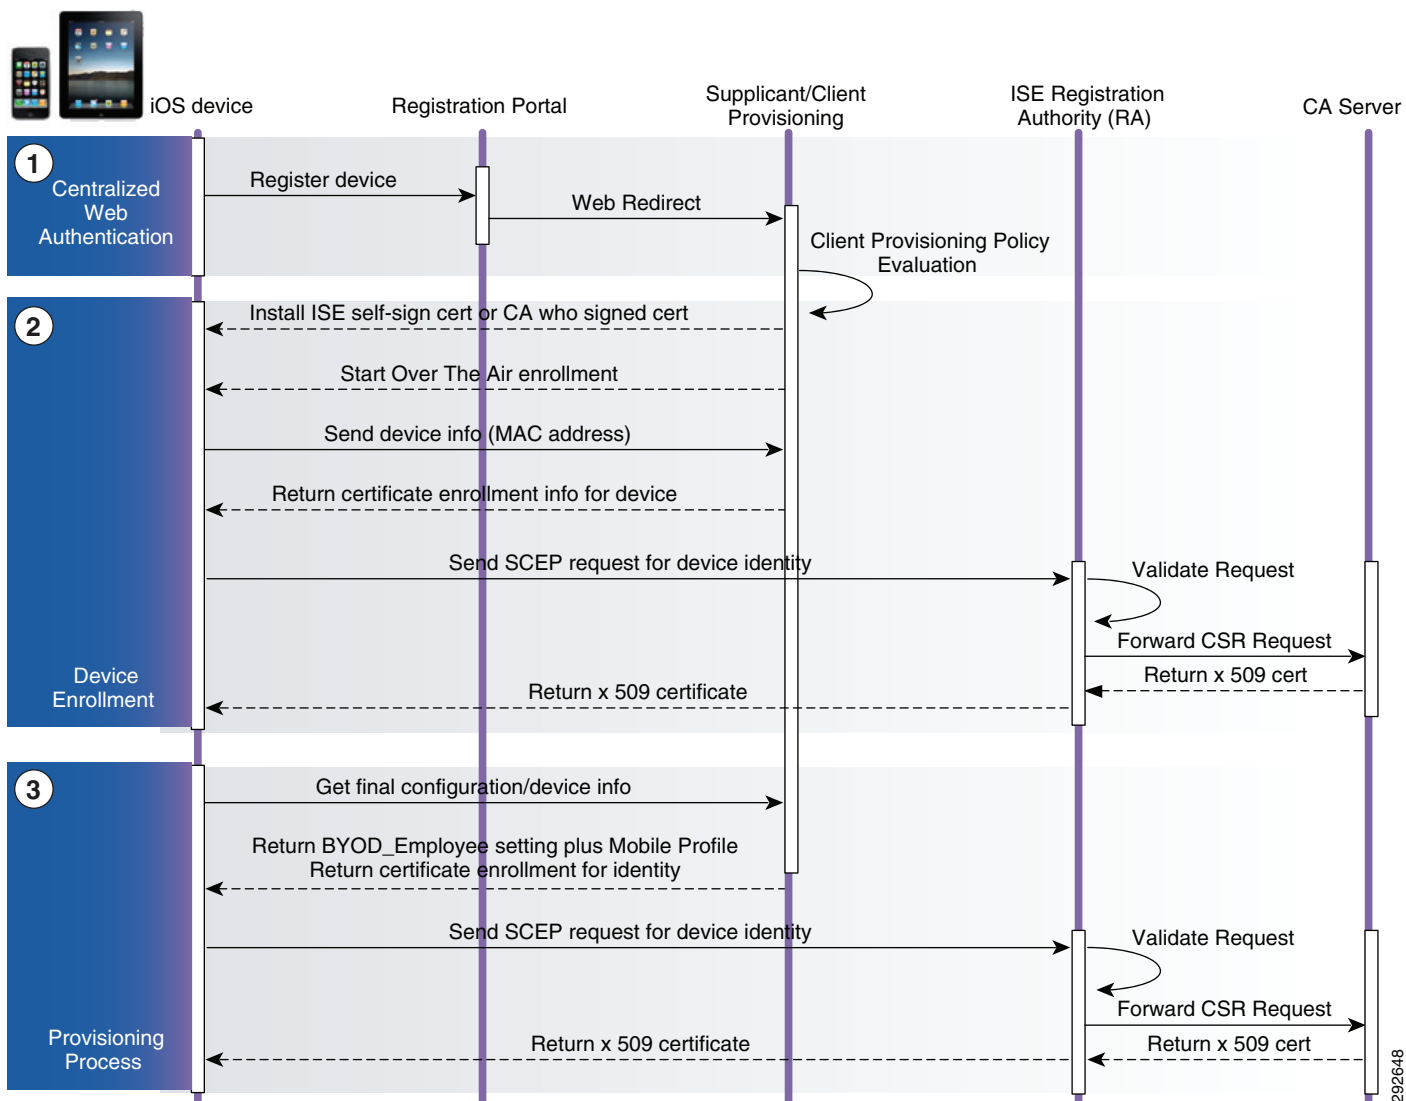 iOS device
Registration Portal
Supplicant/Client
Provisioning
ISE Registration
Authority (RA)
CA Server
1
Centralized
Web
Authentication
Register device
Web Redirect
Client Provisioning Policy
Evaluation
2
Install ISE self-sign cert or CA who signed cert
Start Over The Air enrollment
Send device info (MAC address)
Return certificate enrollment info for device
Send SCEP request for device identity
Validate Request
Forward CSR Request
Return x 509 cert
Return x 509 certificate
Device
Enrollment
3
Get final configuration/device info
Return BYOD_Employee setting plus Mobile Profile
Return certificate enrollment for identity
Send SCEP request for device identity
Validate Request
Forward CSR Request
Return x 509 cert
Return x 509 certificate
Provisioning
Process
292648